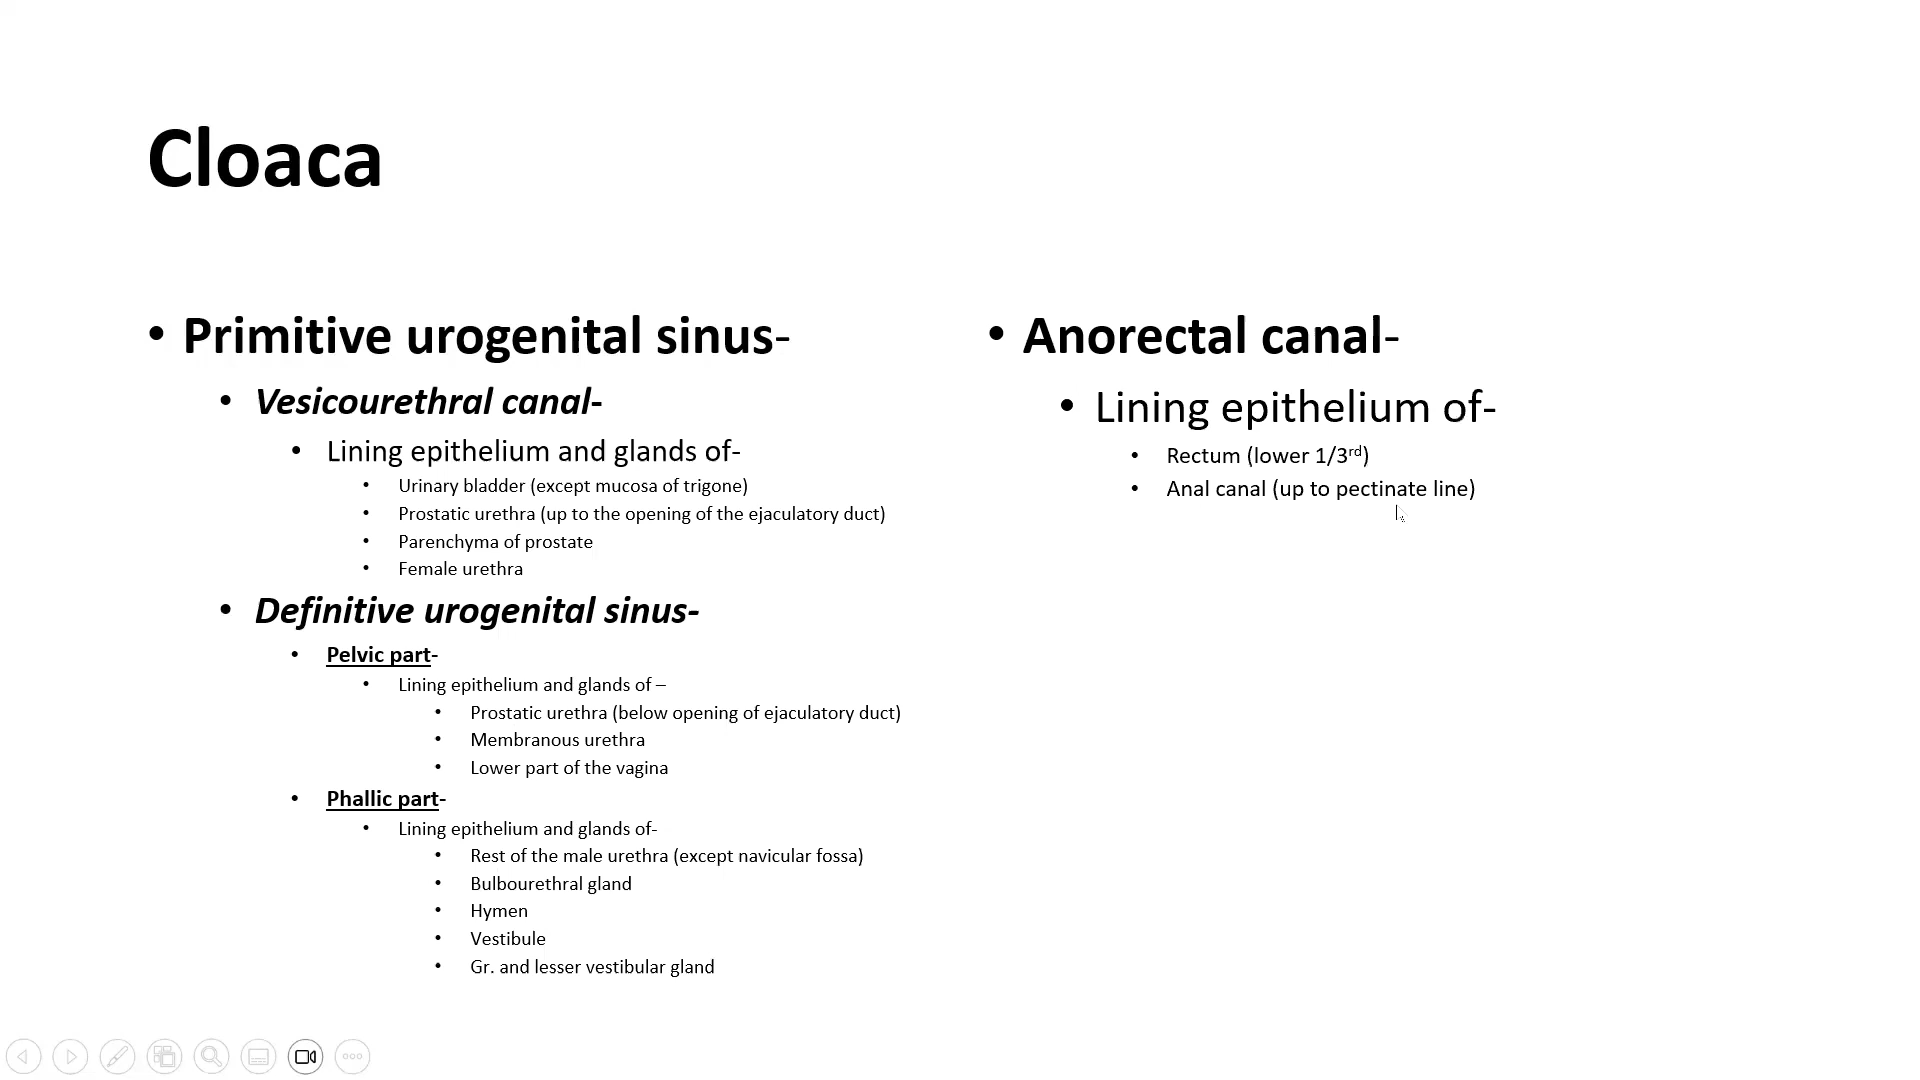 Cloaca
• Primitive urogenital sinus-
• Vesicourethral canal-
• Lining epithelium and glands of-
• Urinary bladder (except mucosa of trigone)
• Prostatic urethra (up to the opening of the ejaculatory duct)
• Parenchyma of prostate
• Female urethra
• Definitive urogenital sinus-
• Pelvic part-
• Lining epithelium and glands of –
• Prostatic urethra (below opening of ejaculatory duct)
• Membranous urethra
• Lower part of the vagina
• Phallic part-
• Lining epithelium and glands of-
• Rest of the male urethra (except navicular fossa)
• Bulbourethral gland
• Hymen
• Vestibule
• Gr. and lesser vestibular gland
• Anorectal canal-
• Lining epithelium of-
• Rectum (lower 1/3rd)
• Anal canal (up to pectinate line)